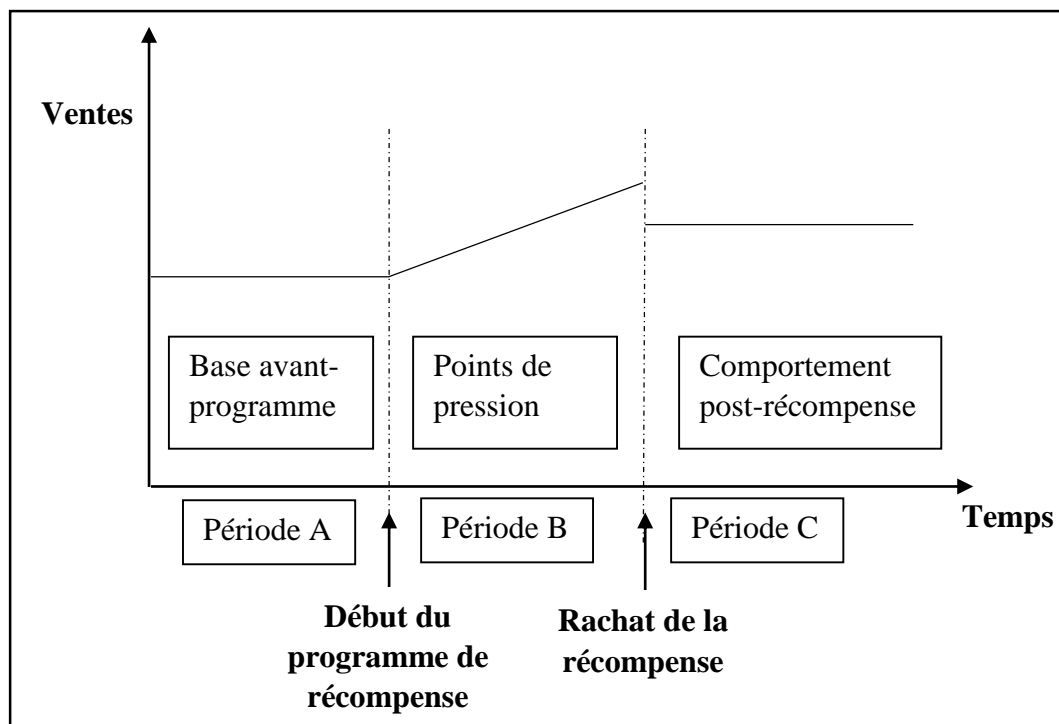 Ventes
Base avant-
programme
Points de
pression
Comportement
post-récompense
Temps
Période A
Période B
Période C
Début du
programme de
récompense
Rachat de la
récompense